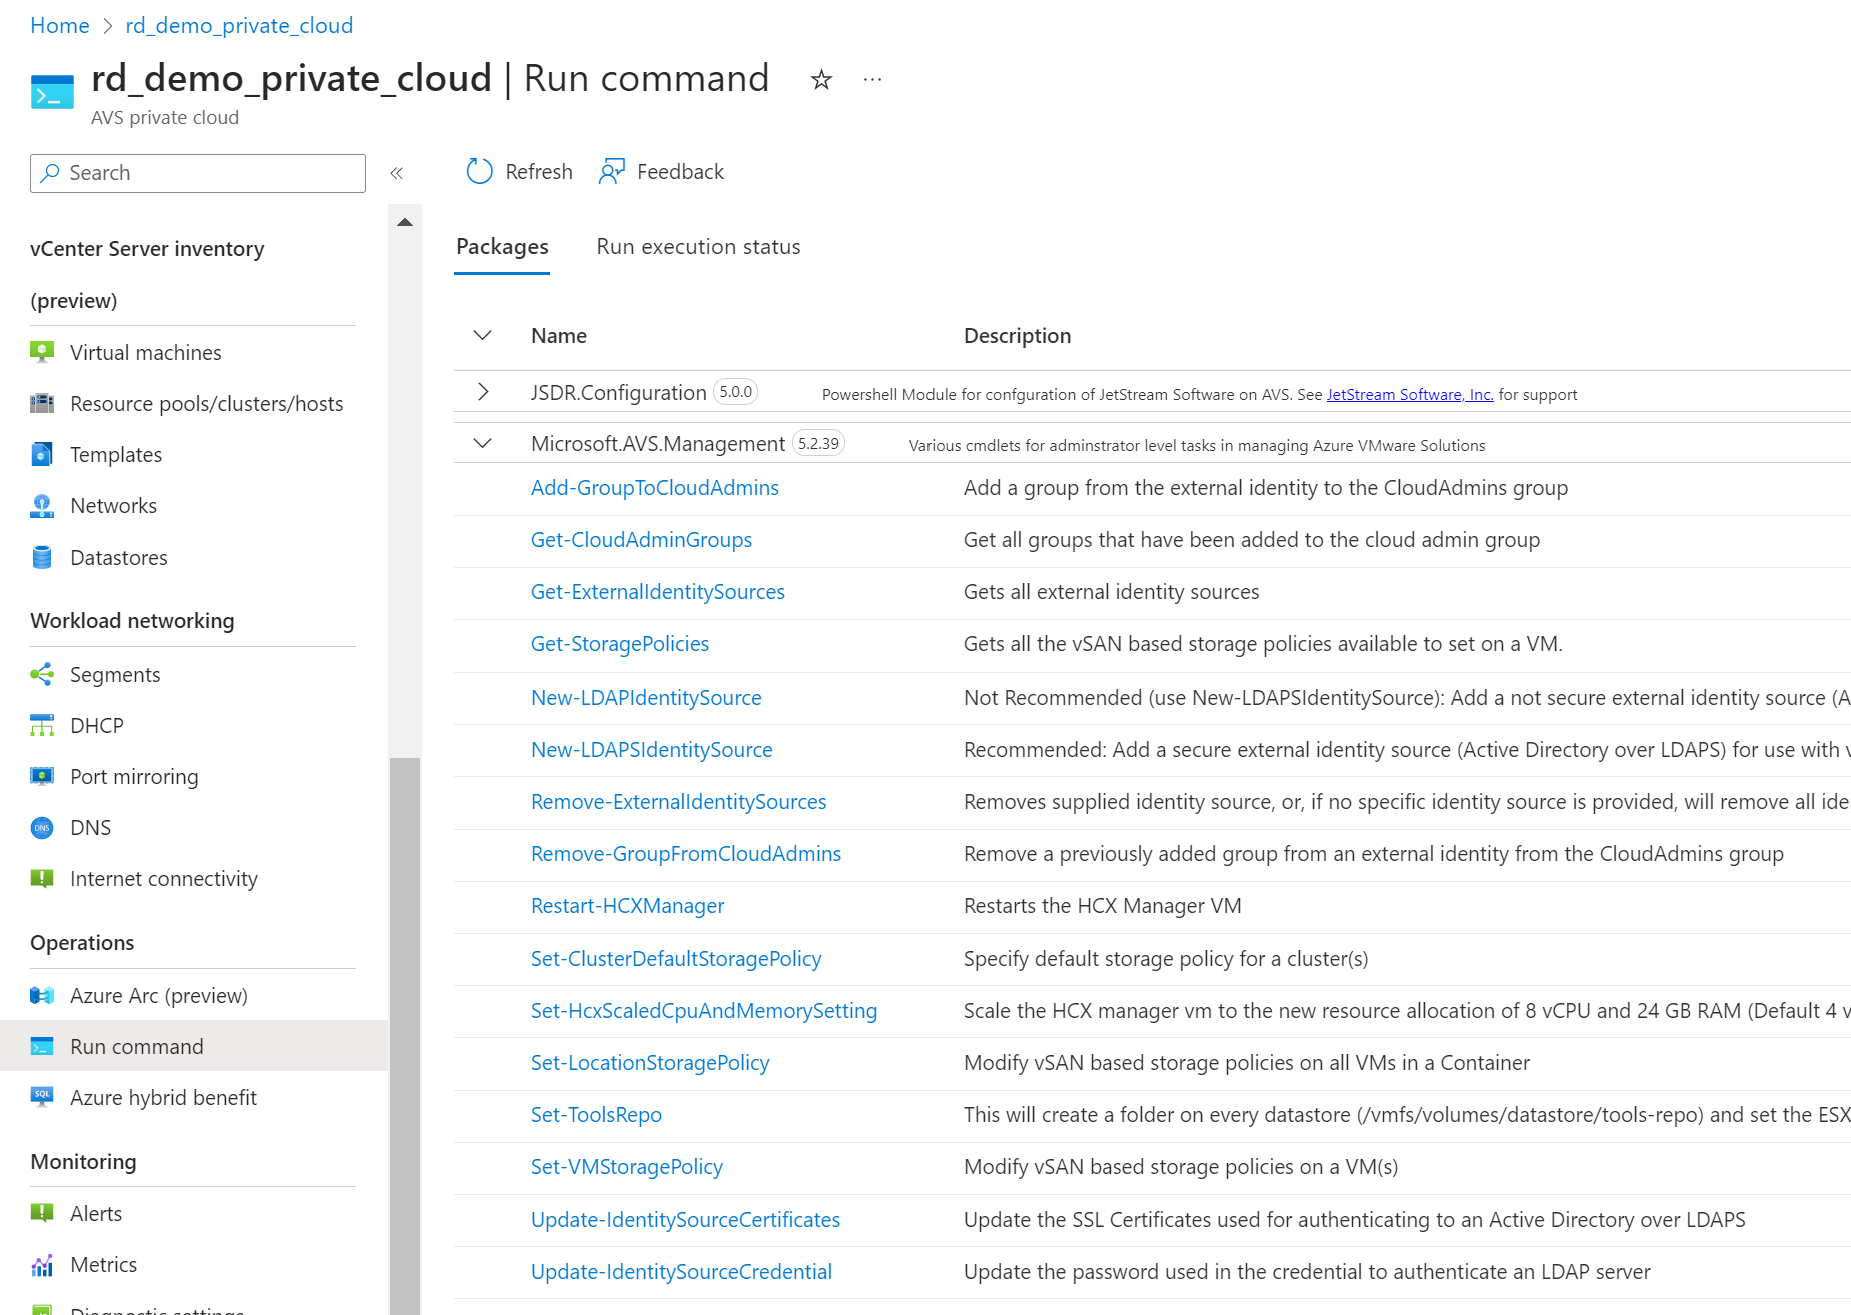 Home > rd_demo_private_cloud
rd_demo_private_cloud | Run command
AVS private cloud
Search
Refresh
Feedback
vCenter Server inventory
(preview)
Virtual machines
Resource pools/clusters/hosts
Templates
Networks
Datastores
Workload networking
Segments
DHCP
Port mirroring
DNS
DNS
Internet connectivity
Operations
Azure Arc (preview)
Run command
SQL
Azure hybrid benefit
Monitoring
Alerts
Metrics
Diagnostic settings
Packages
Run execution status
Name Description
JSDR.Configuration 5.0.0 Powershell Module for confguration of JetStream Software on AVS. See JetStream Software, Inc. for support
Microsoft.AVS.Management 5.2.39 Various cmdlets for adminstrator level tasks in managing Azure VMware Solutions
Add-GroupToCloudAdmins Add a group from the external identity to the CloudAdmins group
Get-CloudAdminGroups Get all groups that have been added to the cloud admin group
Get-ExternalIdentitySources Gets all external identity sources
Get-StoragePolicies Gets all the vSAN based storage policies available to set on a VM.
New-LDAPIdentitySource Not Recommended (use New-LDAPSIdentitySource): Add a not secure external identity source (A
New-LDAPSIdentitySource Recommended: Add a secure external identity source (Active Directory over LDAPS) for use with v
Remove-ExternalIdentitySources Removes supplied identity source, or, if no specific identity source is provided, will remove all ide
Remove-GroupFromCloudAdmins Remove a previously added group from an external identity from the CloudAdmins group
Restart-HCXManager Restarts the HCX Manager VM
Set-ClusterDefaultStoragePolicy Specify default storage policy for a cluster(s)
Set-HcxScaledCpuAndMemorySetting Scale the HCX manager vm to the new resource allocation of 8 vCPU and 24 GB RAM (Default 4 v
Set-LocationStoragePolicy Modify vSAN based storage policies on all VMs in a Container
Set-ToolsRepo This will create a folder on every datastore (/vmfs/volumes/datastore/tools-repo) and set the ESX
Set-VMStoragePolicy Modify vSAN based storage policies on a VM(s)
Update-IdentitySourceCertificates Update the SSL Certificates used for authenticating to an Active Directory over LDAPS
Update-IdentitySourceCredential Update the password used in the credential to authenticate an LDAP server